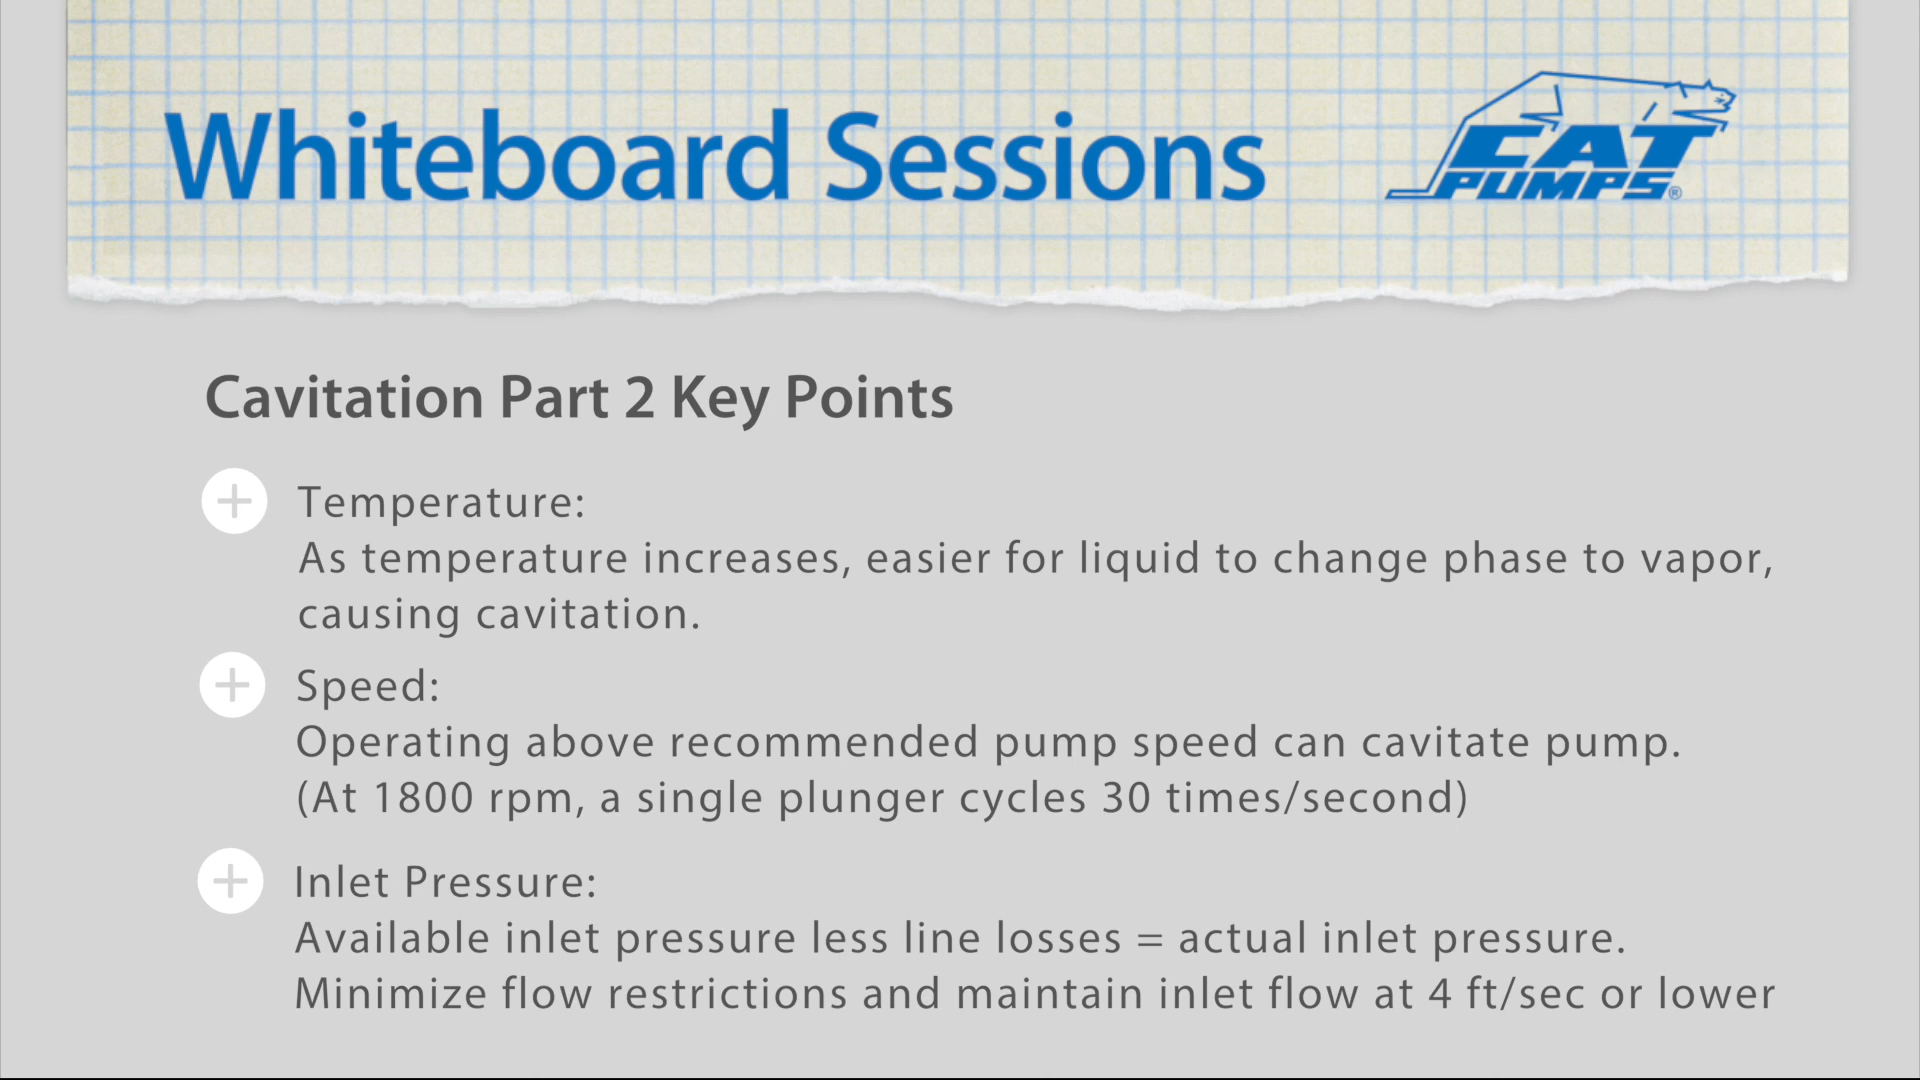 Whiteboard Sessions
CAT
PUMPS®
Cavitation Part 2 Key Points
Temperature:
As temperature increases, easier for liquid to change phase to vapor,
causing cavitation.
Speed:
Operating above recommended pump speed can cavitate pump.
(At 1800 rpm, a single plunger cycles 30 times/second)
Inlet Pressure:
Available inlet pressure less line losses = actual inlet pressure.
Minimize flow restrictions and maintain inlet flow at 4 ft/sec or lower